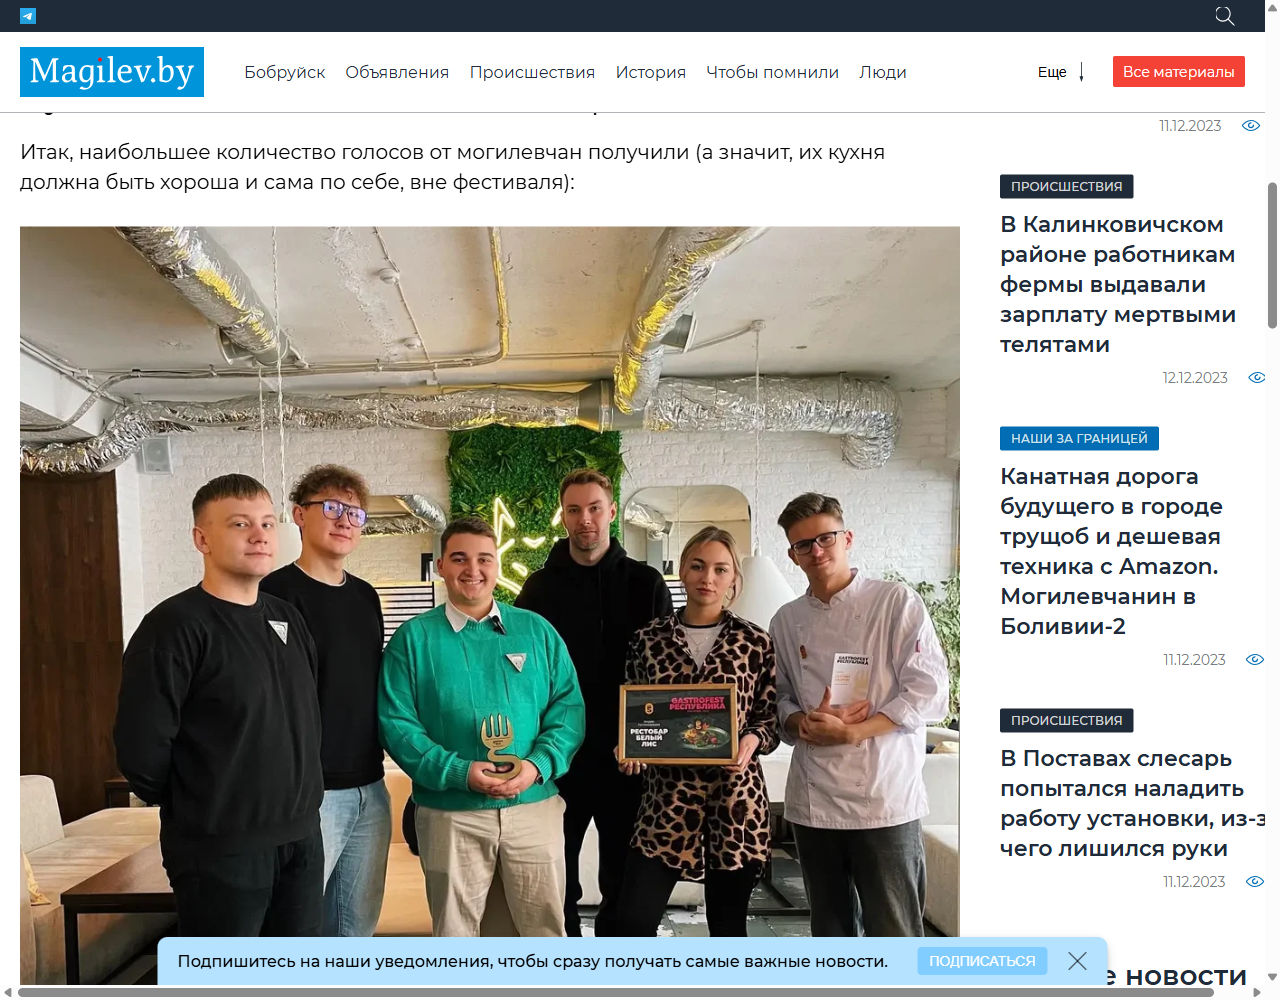 Magilev.by
Бобруйск
Объявления
Происшествия
История
Чтобы помнили
Люди
Еще
Все материалы
Итак, наибольшее количество голосов от могилевчан получили (а значит, их кухня
должна быть хороша и сама по себе, вне фестиваля):
GASTROFEST
РЕСПУБЛИКА
РЕСТОБАР
БЕЛЫЙ
ЛИС
GASTROFEST
РЕСПУБЛИКА
11.12.2023
ПРОИСШЕСТВИЯ
В Калинковичском
районе работникам
фермы выдавали
зарплату мертвыми
телятами
12.12.2023
НАШИ ЗА ГРАНИЦЕЙ
Канатная дорога
будущего в городе
трущоб и дешевая
техника с Amazon.
Могилевчанин в
Боливии-2
11.12.2023
ПРОИСШЕСТВИЯ
В Поставах слесарь
попытался наладить
работу установки, из-з
чего лишился руки
11.12.2023
е новости
Подпишитесь на наши уведомления, чтобы сразу получать самые важные новости.
ПОДПИСАТЬСЯ